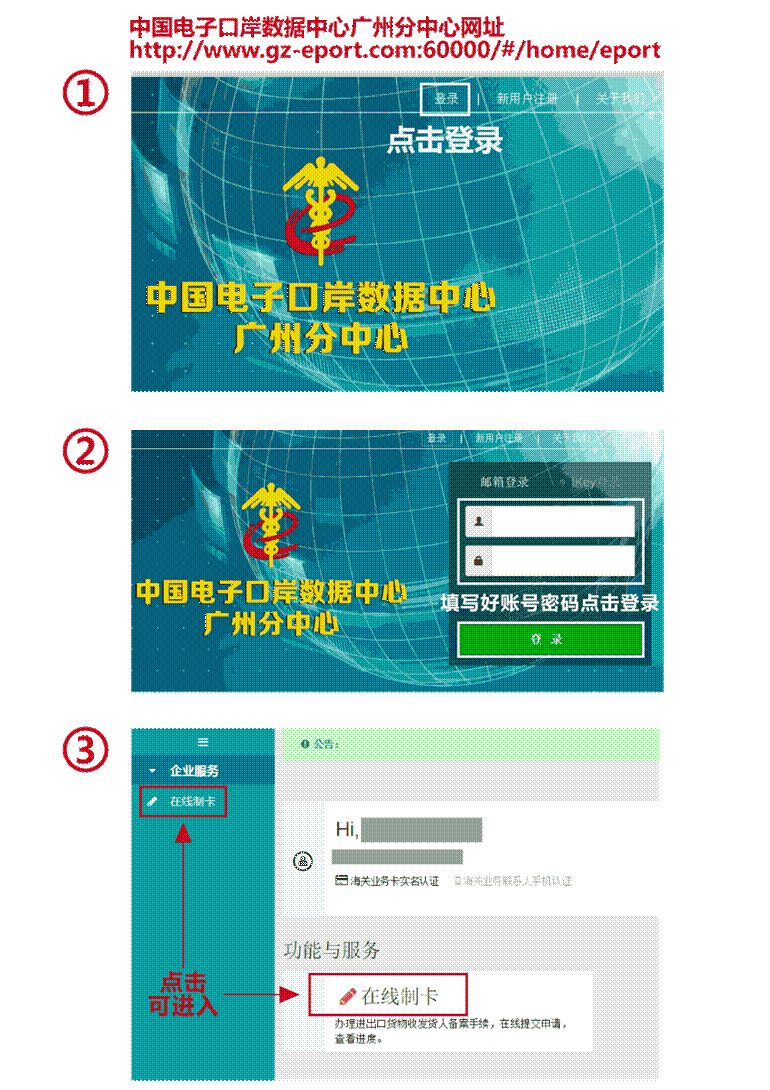 中国电子口岸数据中心广州分中心网址
http://www.gz-eport.com:60000/#/home/eport
①
登录 | 新用户注册 | 关于我们
点击登录
中国电子口岸数据中心
广州分中心
②
登录 | 新用户注册 | 关于我们
邮箱登录 iKey登录
中国电子口岸数据中心
广州分中心
填写好账号密码点击登录
登 录
③
公告：
企业服务
在线制卡
Hi,
海关业务卡实名认证 海关业务联系人手机认证
功能与服务
点击
可进入
在线制卡
办理进出口货物收发货人备案手续，在线提交申请，
查看进度。